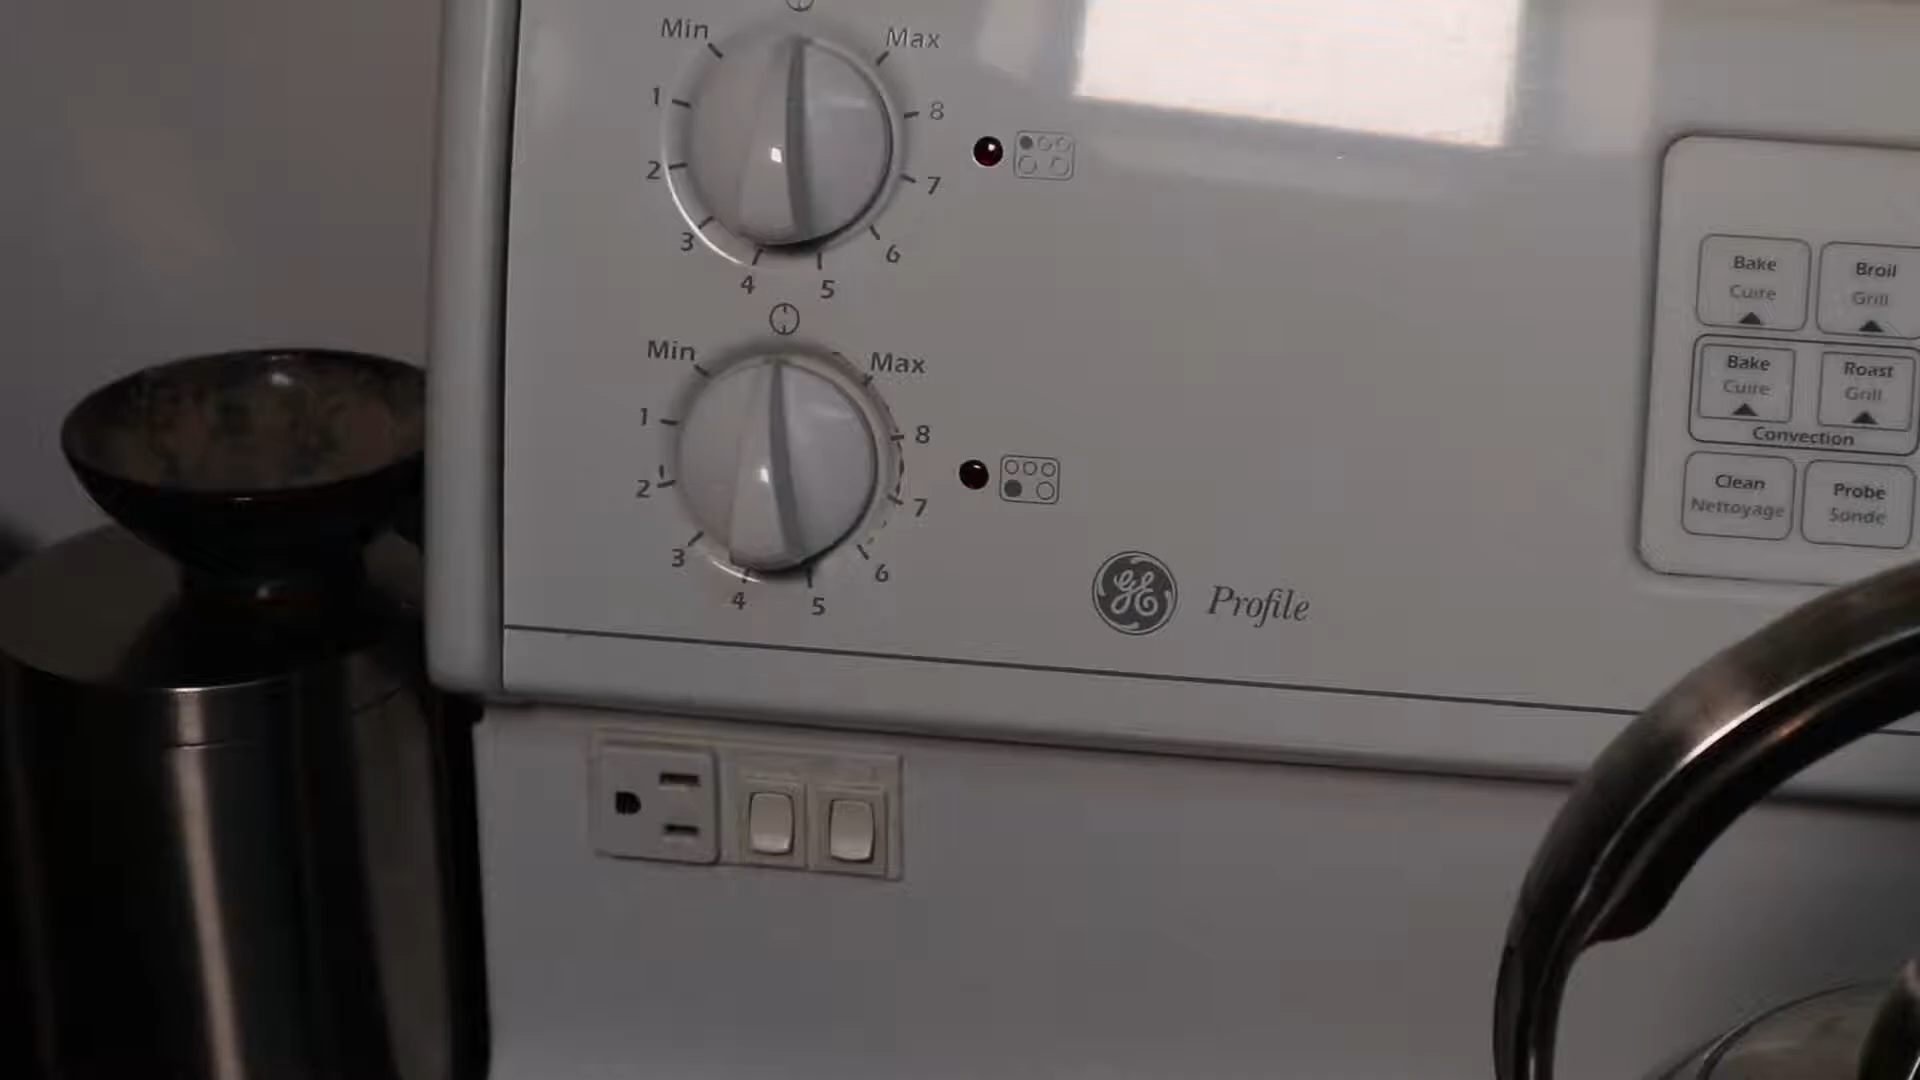 Min
Max
1
8
2
7
3
6
4
5
Min
Max
1
8
2
7
3
6
4
5
GE Profile
Bake
Cuire
Broil
Grill
Bake
Cuire
Roast
Grill
Convection
Clean
Nettoyage
Probe
Sonde